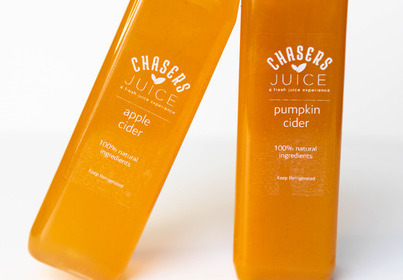 CHASERS
JUICE
a fresh juice experience
apple
cider
100% natural
ingredients
keep Refrigerated
CHASERS
JUICE
a fresh juice experience
pumpkin
cider
100% natural
ingredients
keep Refrigerated